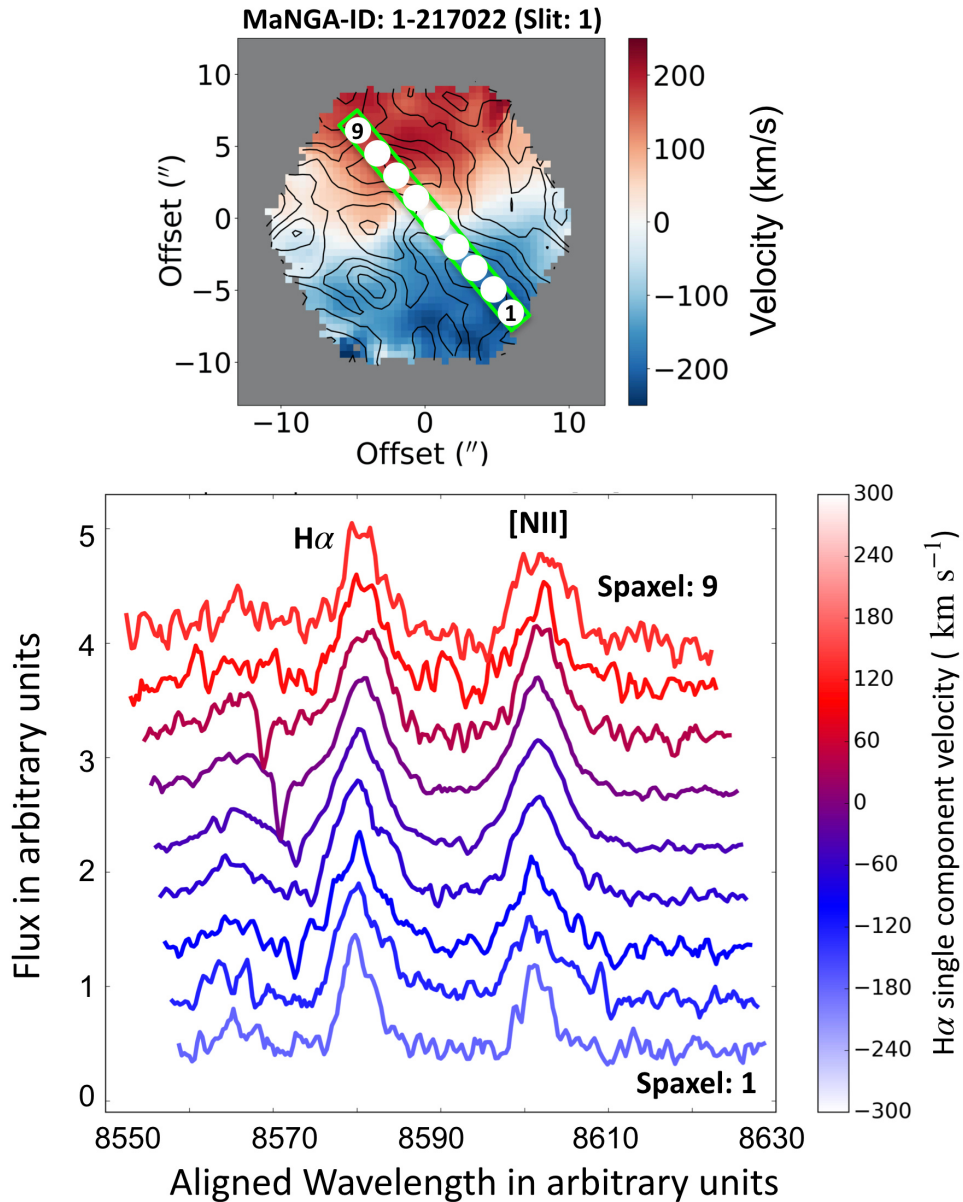 MaNGA-ID: 1-217022 (Slit: 1)
10
5
0
−5
−10
Offset (″)
−10 0 10
Offset (″)
9
1
200
100
0
−100
−200
Velocity (km/s)
Hα
[NII]
Spaxel: 9
Spaxel: 1
5
4
3
2
1
0
Flux in arbitrary units
8550 8570 8590 8610 8630
Aligned Wavelength in arbitrary units
300
240
180
120
60
0
−60
−120
−180
−240
−300
Hα single component velocity ( km s⁻¹)